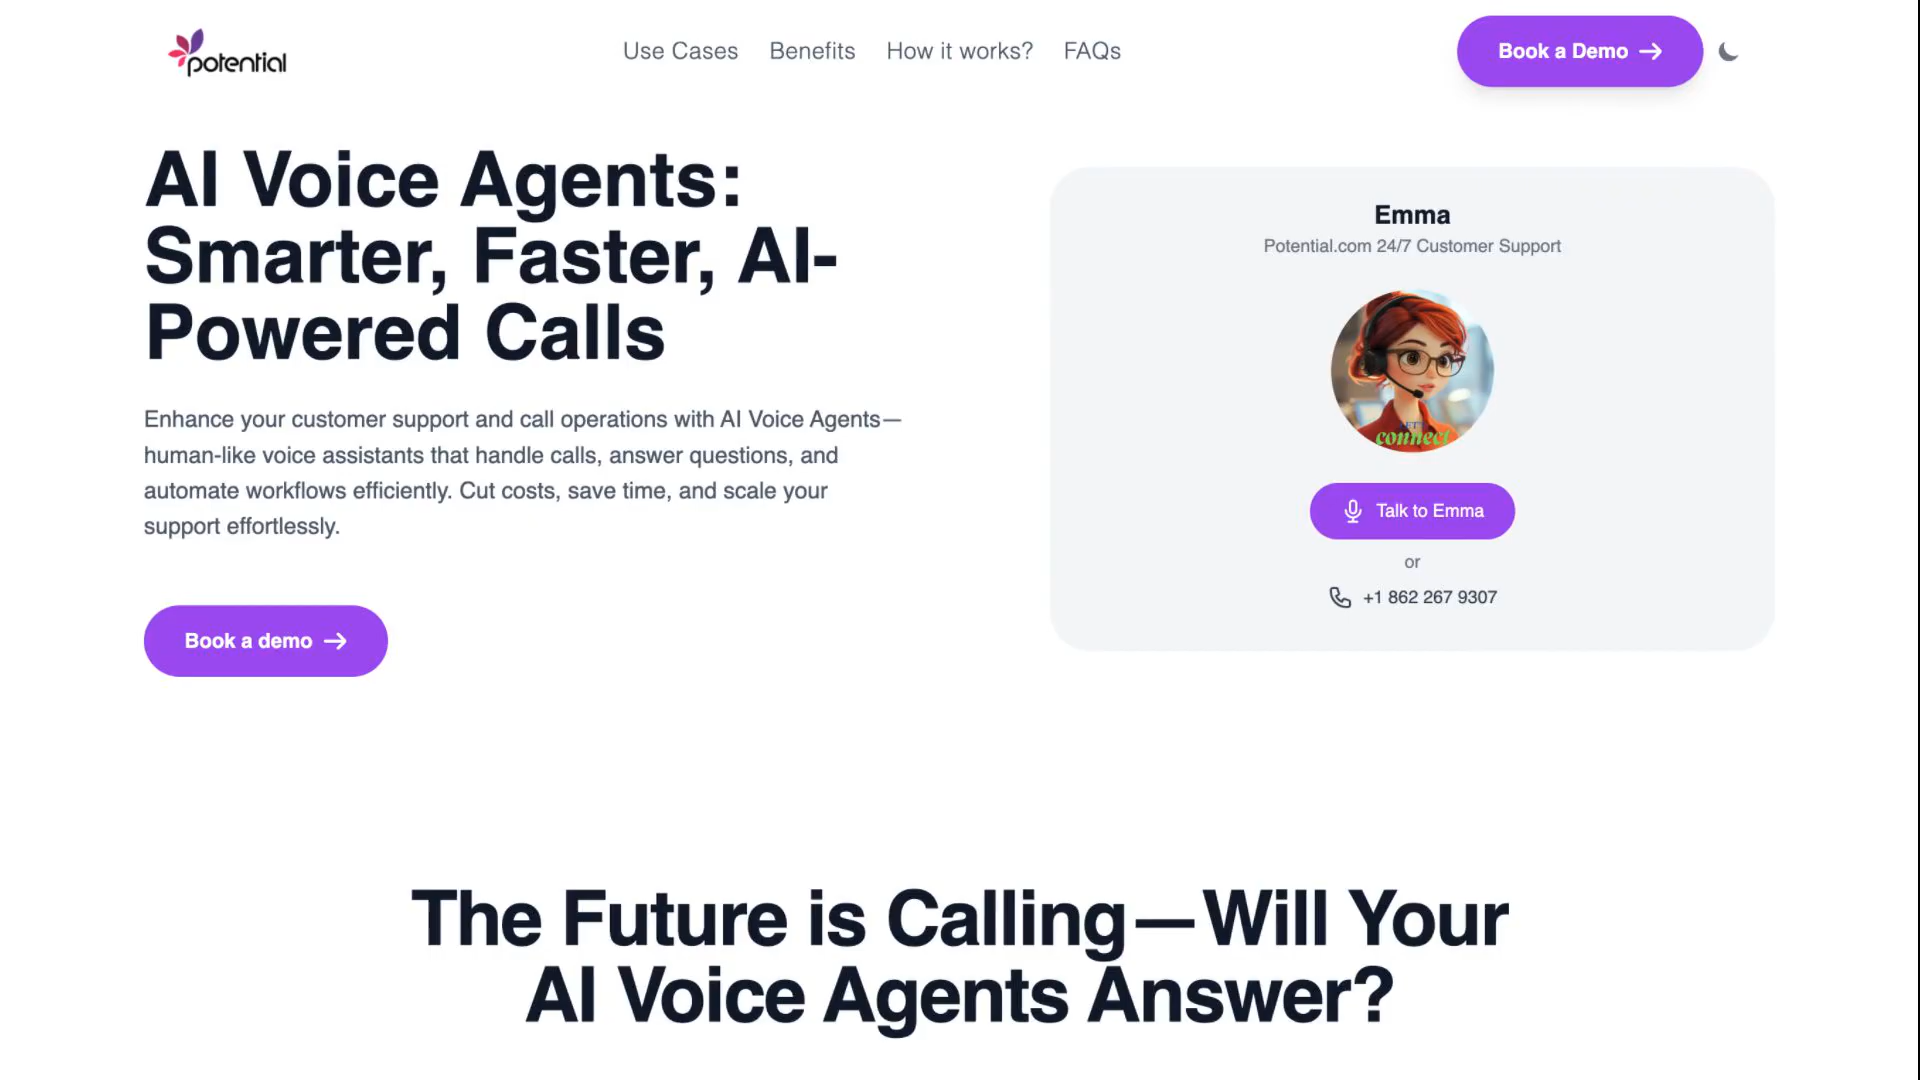 potential
Use Cases
Benefits
How it works?
FAQs
Book a Demo
AI Voice Agents:
Smarter, Faster, AI-
Powered Calls
Enhance your customer support and call operations with AI Voice Agents—
human-like voice assistants that handle calls, answer questions, and
automate workflows efficiently. Cut costs, save time, and scale your
support effortlessly.
Book a demo
Emma
Potential.com 24/7 Customer Support
LET'S
connect
Talk to Emma
or
+1 862 267 9307
The Future is Calling—Will Your
AI Voice Agents Answer?